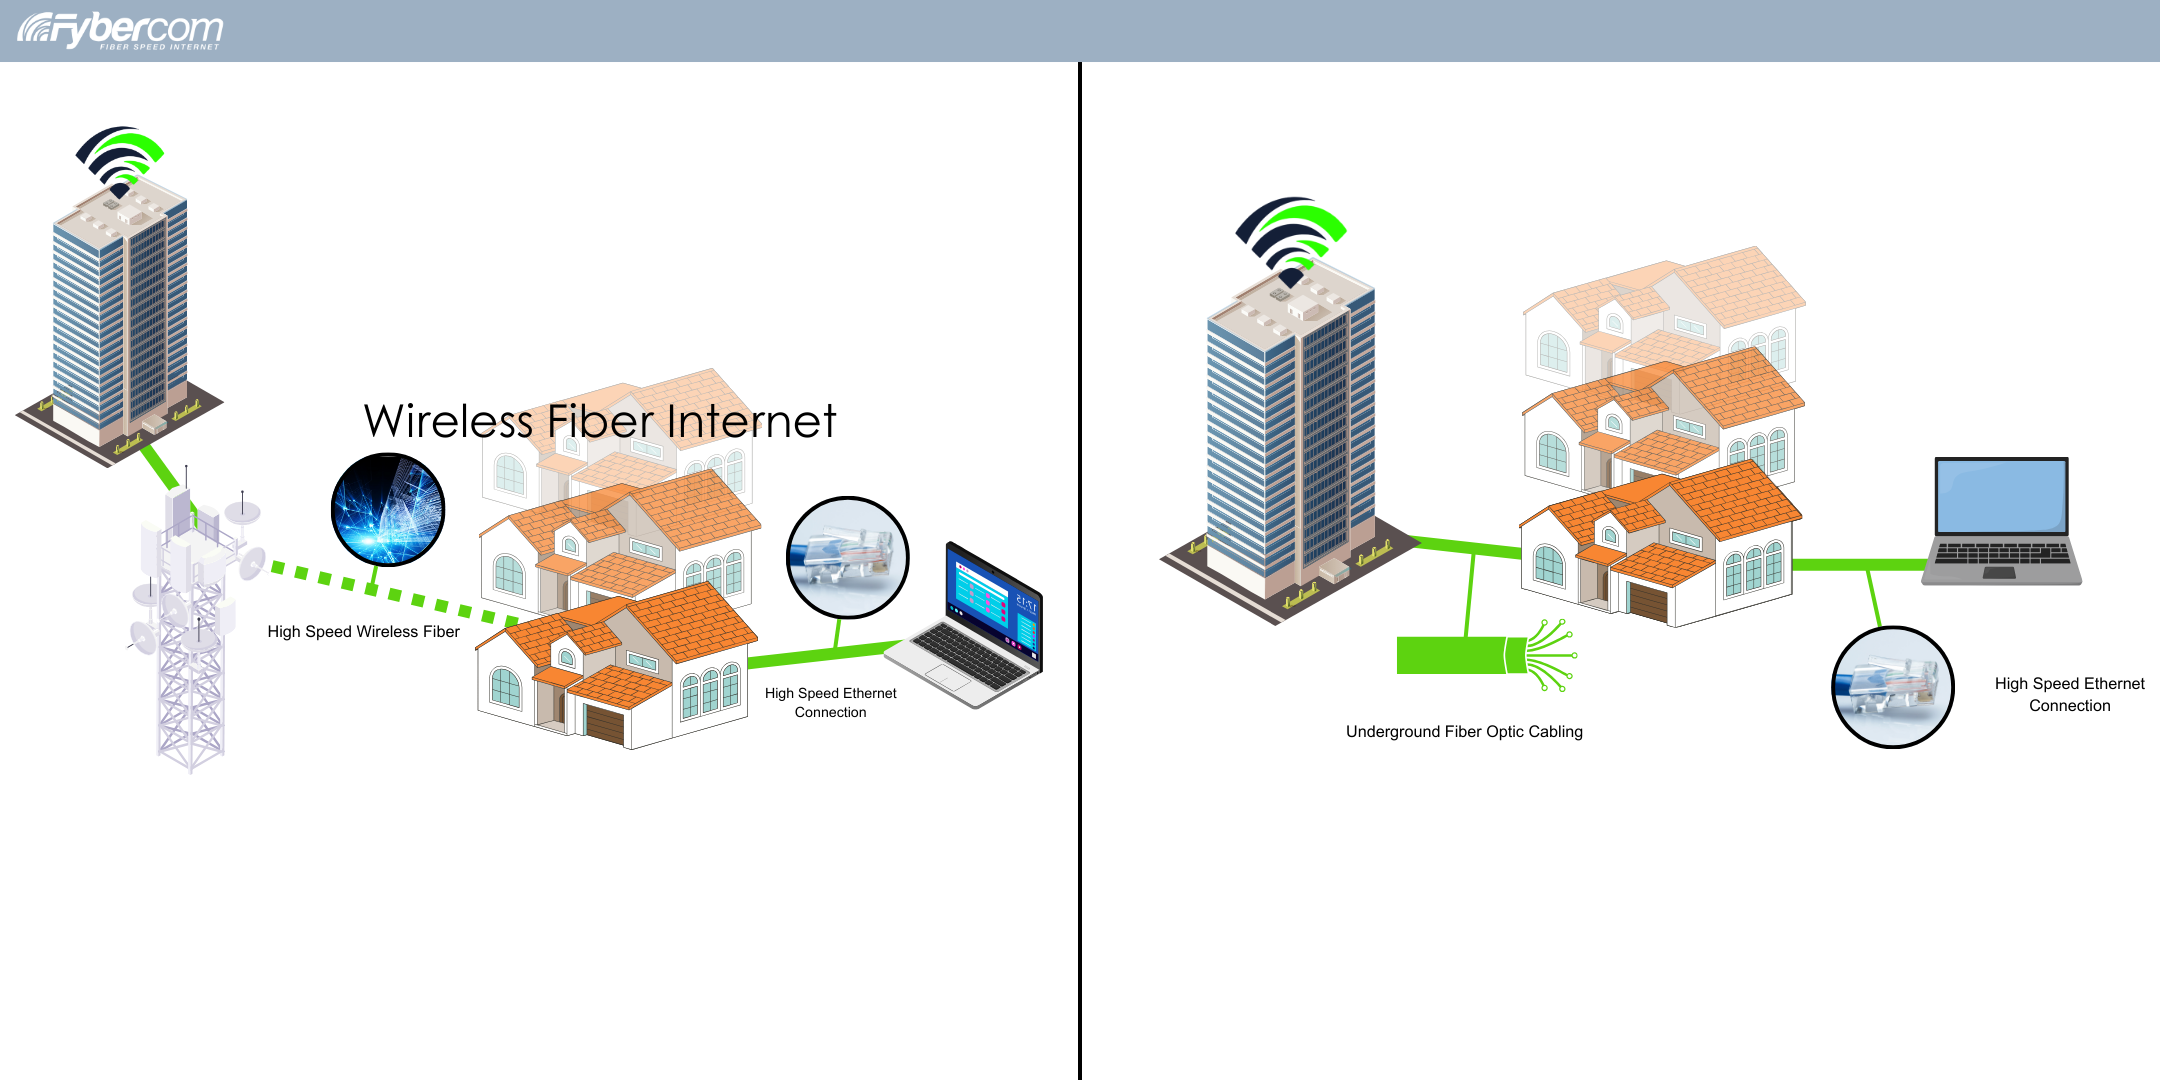 Fybercom
FIBER SPEED INTERNET
Wireless Fiber Internet
High Speed Wireless Fiber
High Speed Ethernet
Connection
Underground Fiber Optic Cabling
High Speed Ethernet
Connection